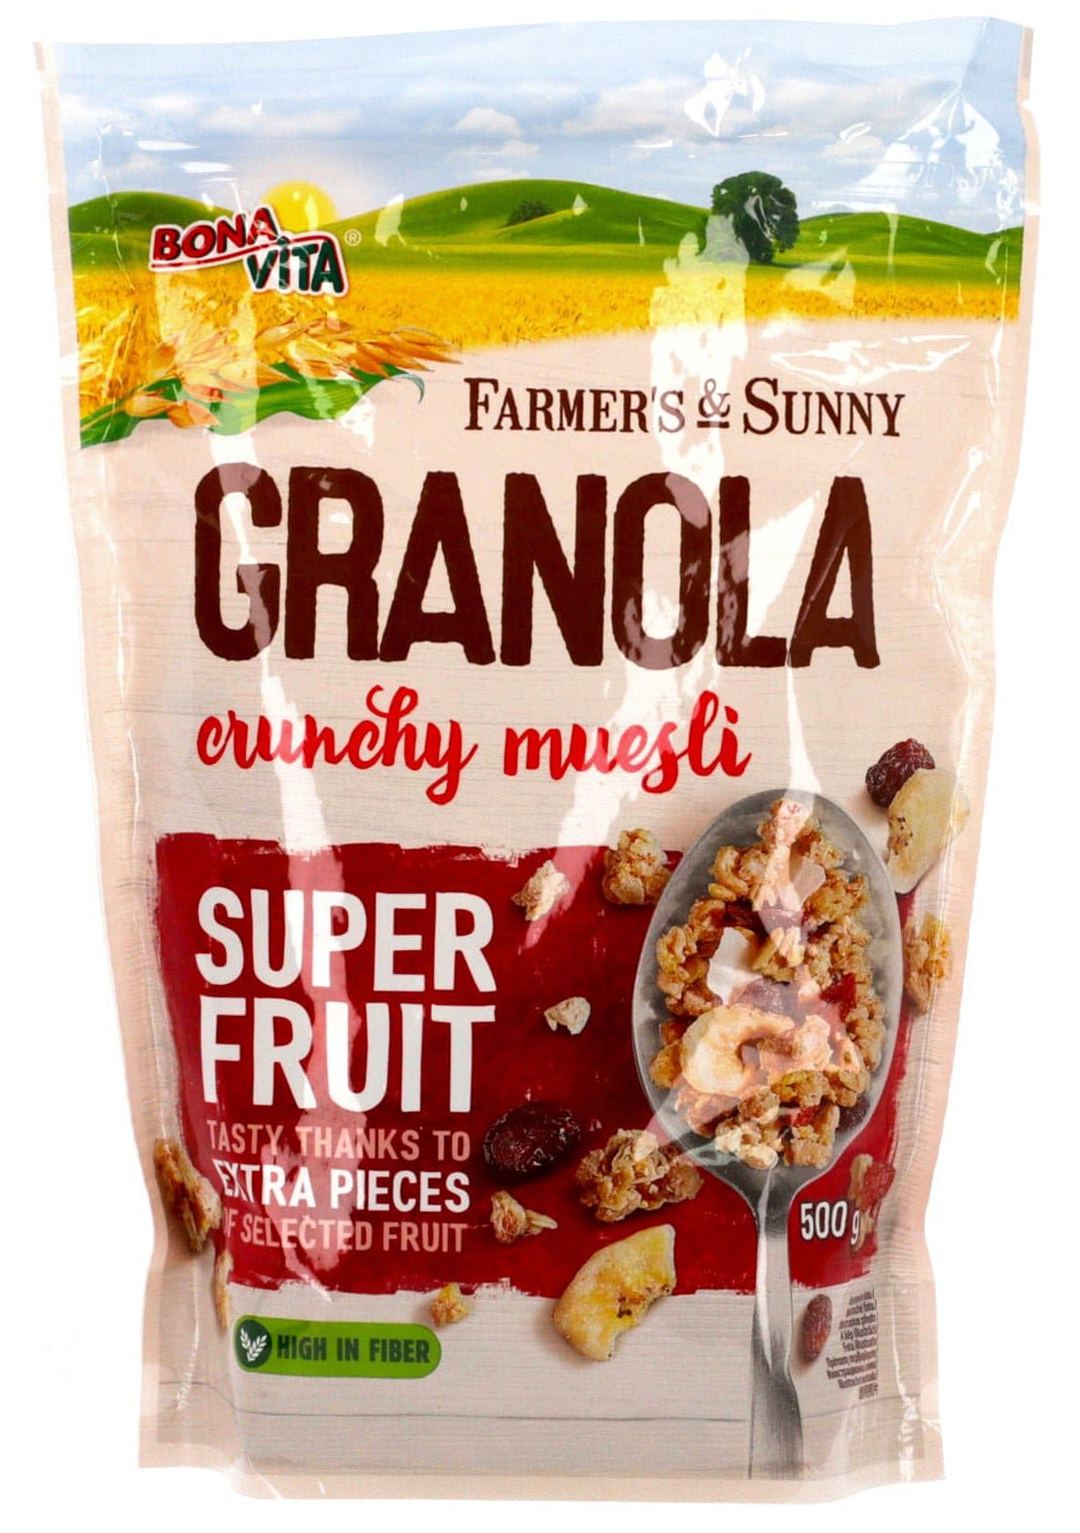 BONA
VITA ®
FARMER'S & SUNNY
GRANOLA
crunchy muesli
SUPER
FRUIT
TASTY THANKS TO
EXTRA PIECES
OF SELECTED FRUIT
500 g
HIGH IN FIBER